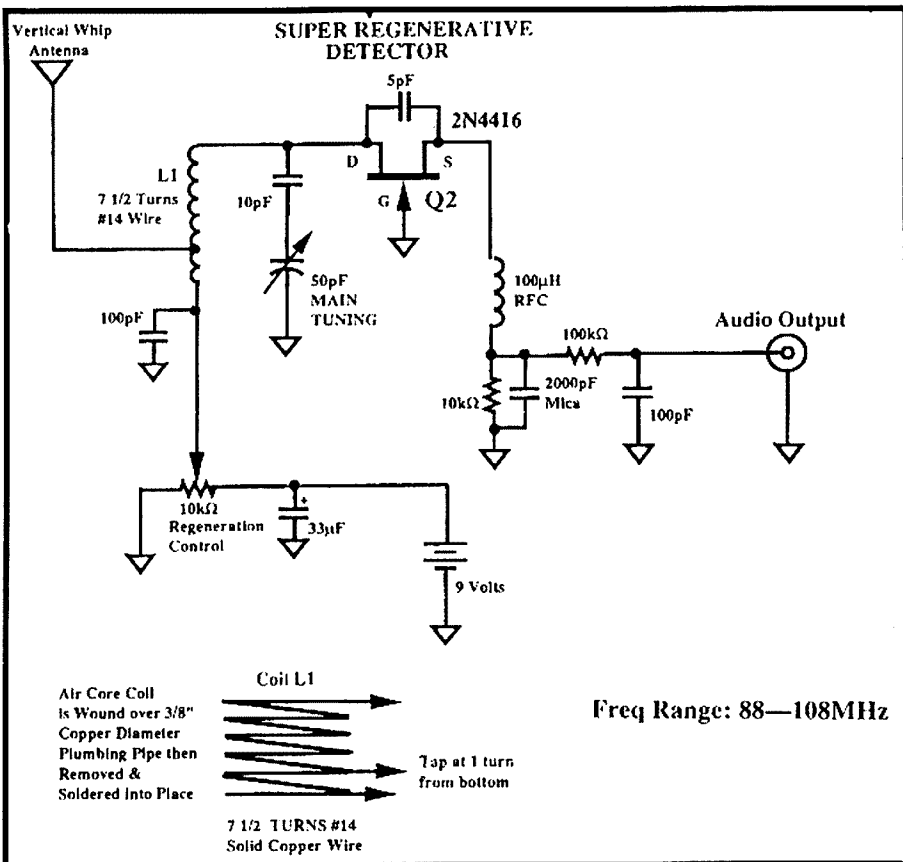 SUPER REGENERATIVE
DETECTOR
Vertical Whip
Antenna
5pF
2N4416
D
S
G
Q2
L1
7 1/2 Turns
#14 Wire
10pF
50pF
MAIN
TUNING
100pF
100µH
RFC
100kΩ
Audio Output
10kΩ
2000pF
Mica
100pF
10kΩ
Regeneration
Control
+
33µF
9 Volts
Coil L1
Air Core Coil
is Wound over 3/8"
Copper Diameter
Plumbing Pipe then
Removed &
Soldered Into Place
Tap at 1 turn
from bottom
7 1/2 TURNS #14
Solid Copper Wire
Freq Range: 88—108MHz